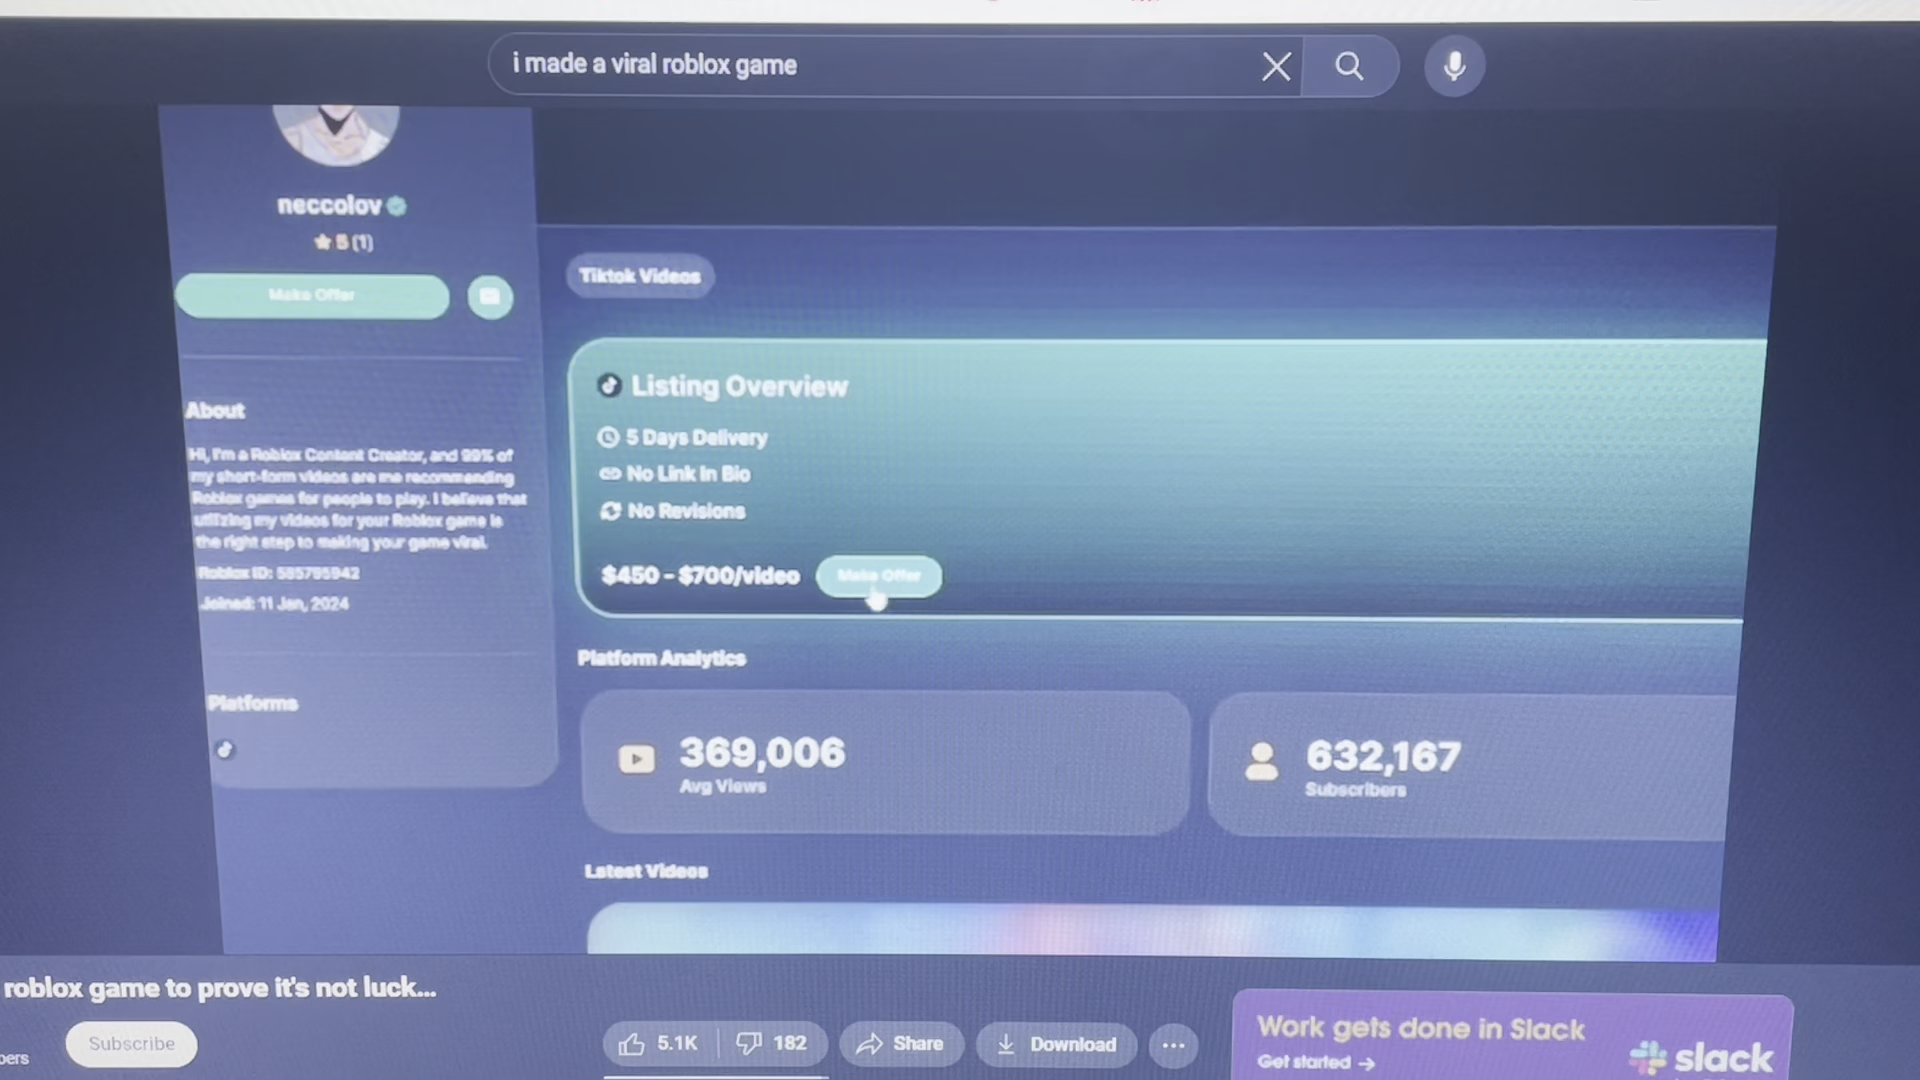 i made a viral roblox game
neccolov
5 (1)
Make Offer
About
Hi, I'm a Roblox Content Creator, and 99% of
my short-form videos are me recommending
Roblox games for people to play. I believe that
utilizing my videos for your Roblox game is
the right step to making your game viral.
Roblox ID: 585795942
Joined: 11 Jan, 2024
Platforms
Tiktok Videos
Listing Overview
5 Days Delivery
No Link In Bio
No Revisions
$450 - $700/video
Make Offer
Platform Analytics
369,006
Avg Views
632,167
Subscribers
Latest Videos
roblox game to prove it's not luck...
bers
Subscribe
5.1K
182
Share
Download
Work gets done in Slack
Get started →
slack